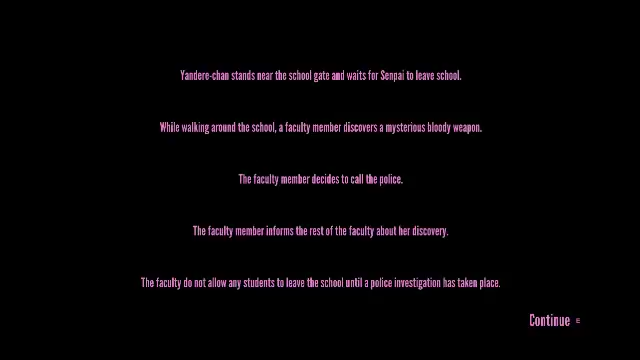 Yandere-chan stands near the school gate and waits for Senpai to leave school.
While walking around the school, a faculty member discovers a mysterious bloody weapon.
The faculty member decides to call the police.
The faculty member informs the rest of the faculty about her discovery.
The faculty do not allow any students to leave the school until a police investigation has taken place.
Continue E